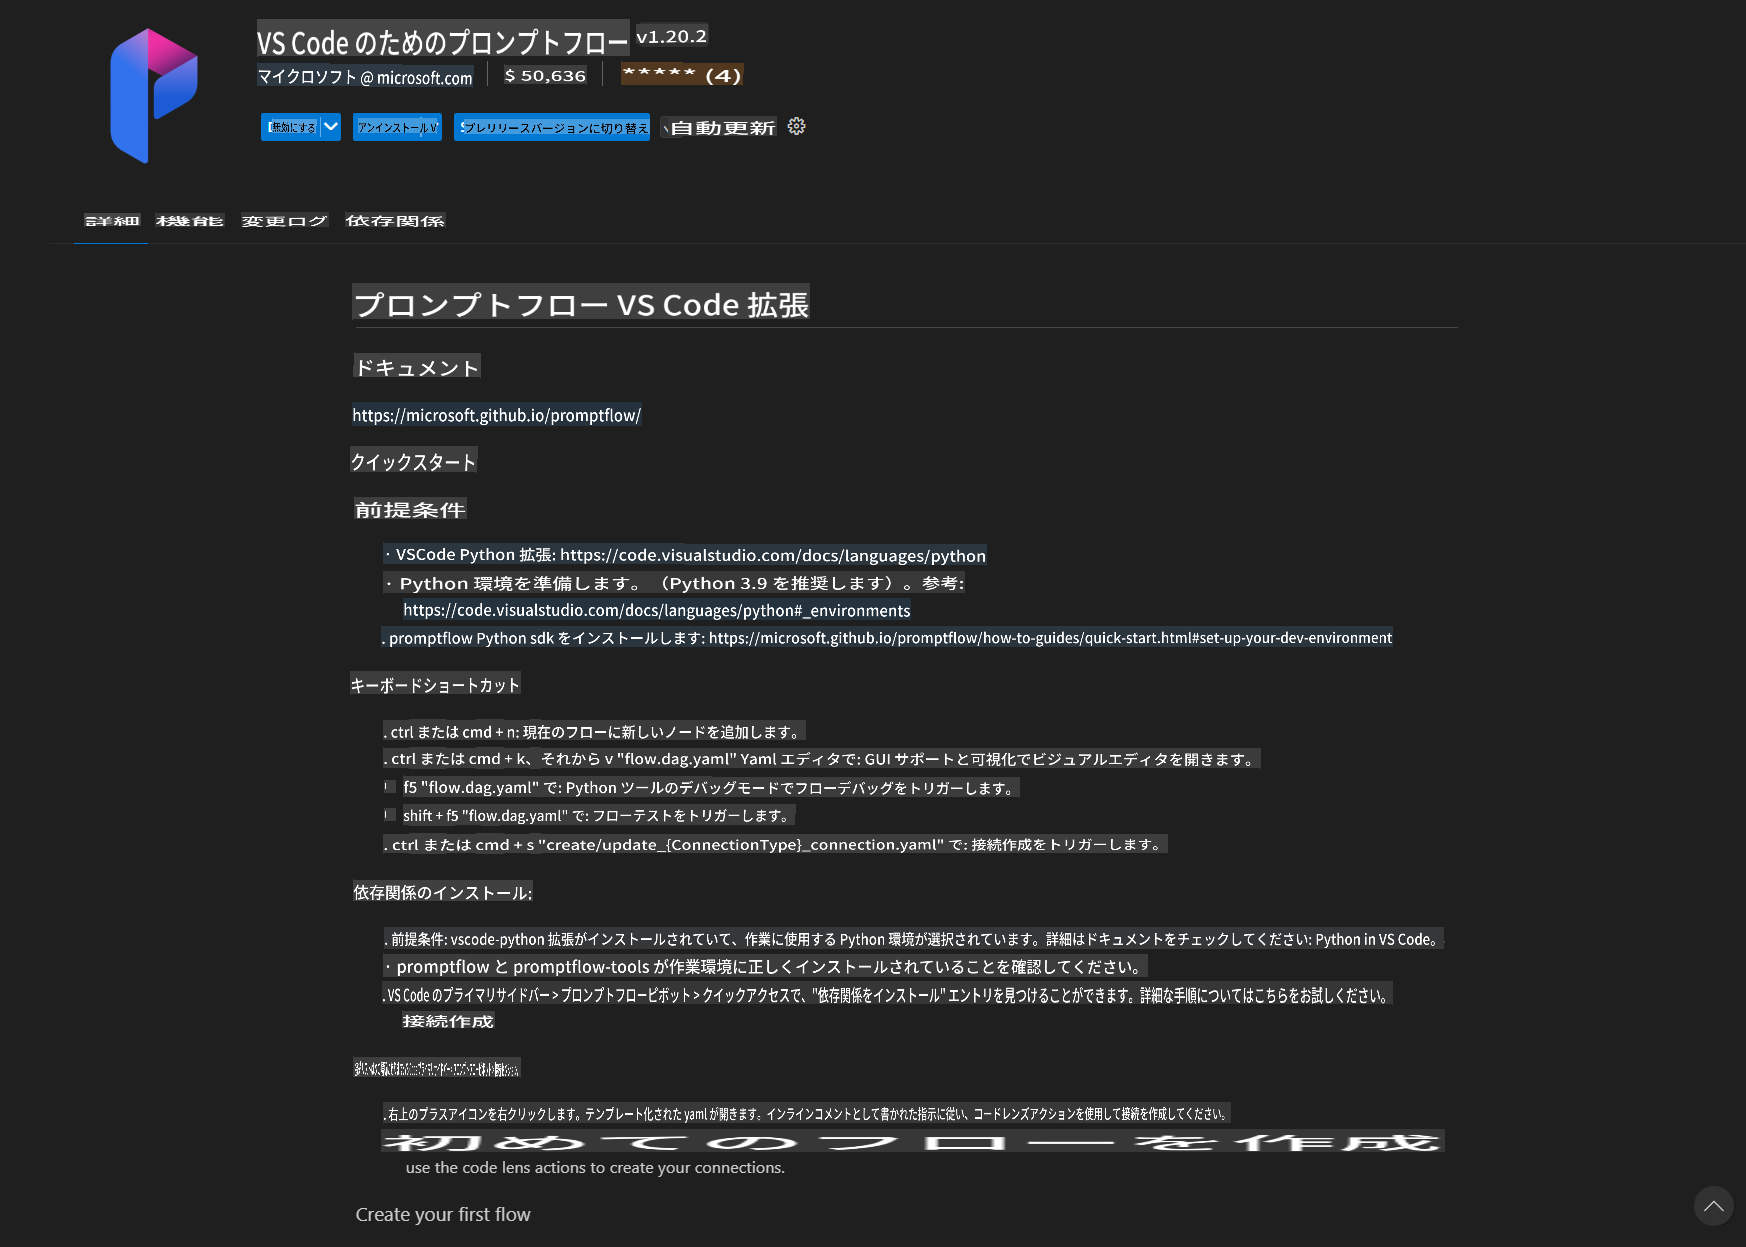 VS Code のためのプロンプトフロー v1.20.2
マイクロソフト @ microsoft.com $ 50,636 ***** (4)
無効にする アンインストール プレリリースバージョンに切り替え 自動更新
詳細 機能 変更ログ 依存関係
プロンプトフロー VS Code 拡張
ドキュメント
https://microsoft.github.io/promptflow/
クイックスタート
前提条件
· VSCode Python 拡張: https://code.visualstudio.com/docs/languages/python
· Python 環境を準備します。（Python 3.9 を推奨します）。参考:
https://code.visualstudio.com/docs/languages/python#_environments
. promptflow Python sdk をインストールします: https://microsoft.github.io/promptflow/how-to-guides/quick-start.html#set-up-your-dev-environment
キーボードショートカット
. ctrl または cmd + n: 現在のフローに新しいノードを追加します。
. ctrl または cmd + k、それから v "flow.dag.yaml" Yaml エディタで: GUI サポートと可視化でビジュアルエディタを開きます。
f5 "flow.dag.yaml" で: Python ツールのデバッグモードでフローデバッグをトリガーします。
shift + f5 "flow.dag.yaml" で: フローテストをトリガーします。
. ctrl または cmd + s "create/update_{ConnectionType}_connection.yaml" で: 接続作成をトリガーします。
依存関係のインストール:
. 前提条件: vscode-python 拡張がインストールされていて、作業に使用する Python 環境が選択されています。詳細はドキュメントをチェックしてください: Python in VS Code。
· promptflow と promptflow-tools が作業環境に正しくインストールされていることを確認してください。
. VS Code のプライマリサイドバー > プロンプトフローピボット > クイックアクセスで、"依存関係をインストール" エントリを見つけることができます。詳細な手順についてはこちらをお試しください。
接続作成
. 右上のプラスアイコンを右クリックします。テンプレート化された yaml が開きます。インラインコメントとして書かれた指示に従い、コードレンズアクションを使用して接続を作成してください。
初めてのフローを作成
use the code lens actions to create your connections.
Create your first flow